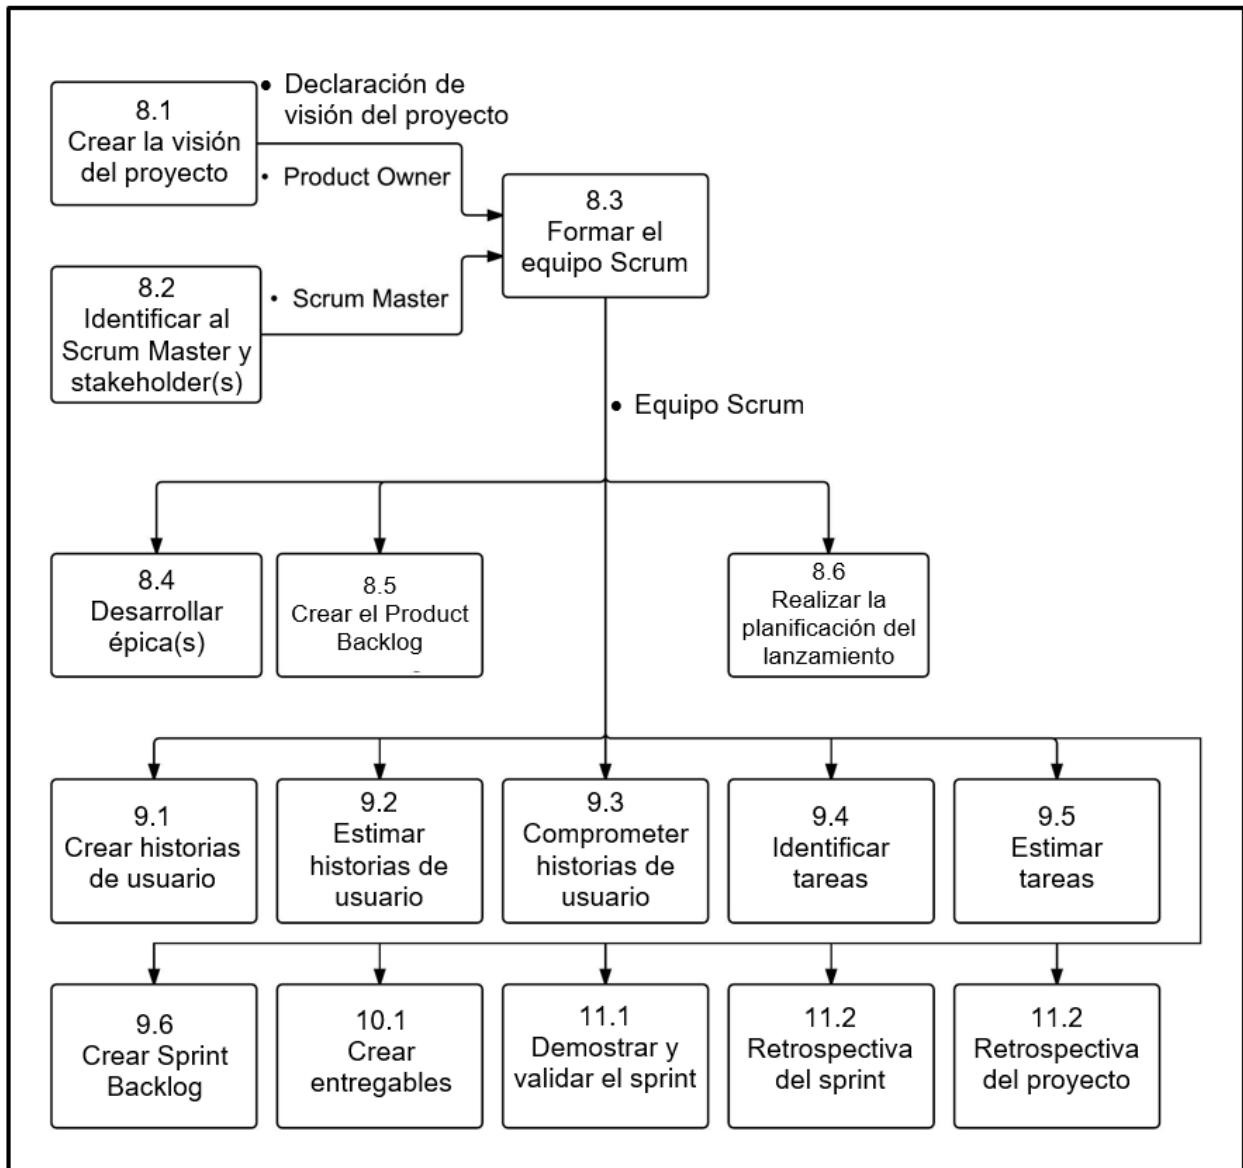 8.1
Crear la visión
del proyecto
• Declaración de
visión del proyecto
• Product Owner
8.2
Identificar al
Scrum Master y
stakeholder(s)
• Scrum Master
8.3
Formar el
equipo Scrum
• Equipo Scrum
8.4
Desarrollar
épica(s)
8.5
Crear el Product
Backlog
8.6
Realizar la
planificación del
lanzamiento
9.1
Crear historias
de usuario
9.2
Estimar
historias de
usuario
9.3
Comprometer
historias de
usuario
9.4
Identificar
tareas
9.5
Estimar
tareas
9.6
Crear Sprint
Backlog
10.1
Crear
entregables
11.1
Demostrar y
validar el sprint
11.2
Retrospectiva
del sprint
11.2
Retrospectiva
del proyecto